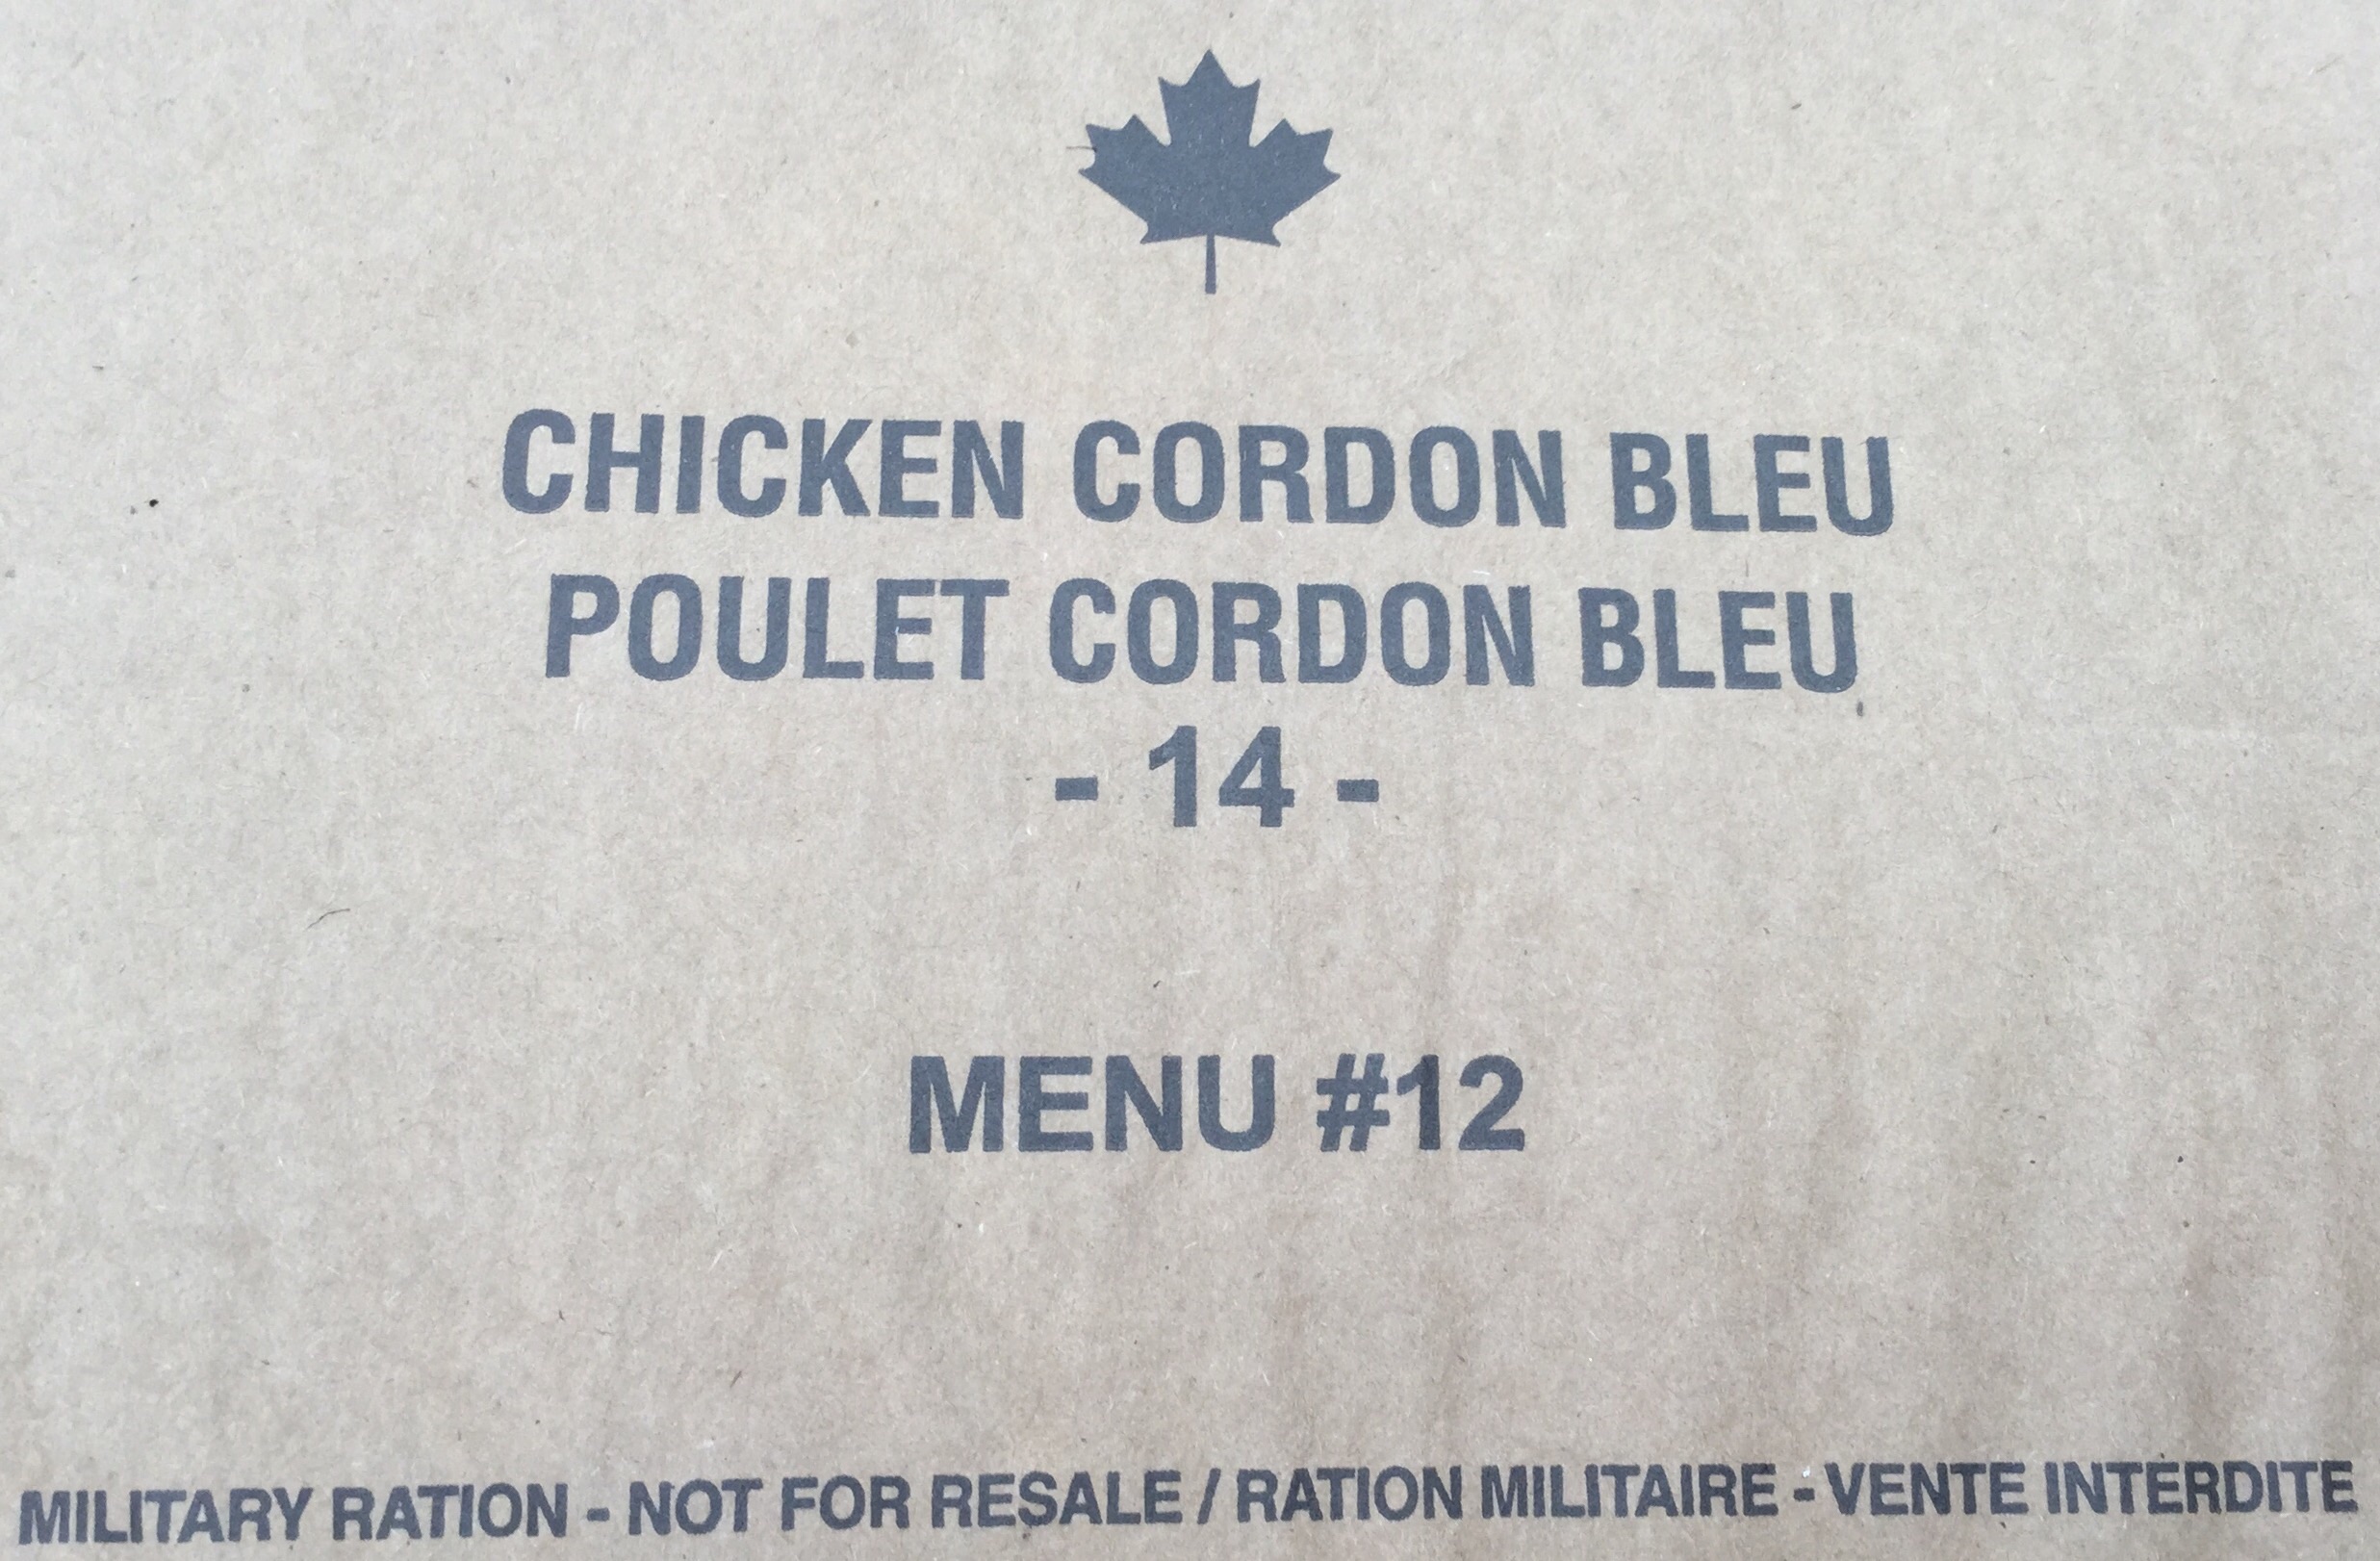 CHICKEN CORDON BLEU
POULET CORDON BLEU
- 14 -
MENU #12
MILITARY RATION - NOT FOR RESALE / RATION MILITAIRE - VENTE INTERDITE